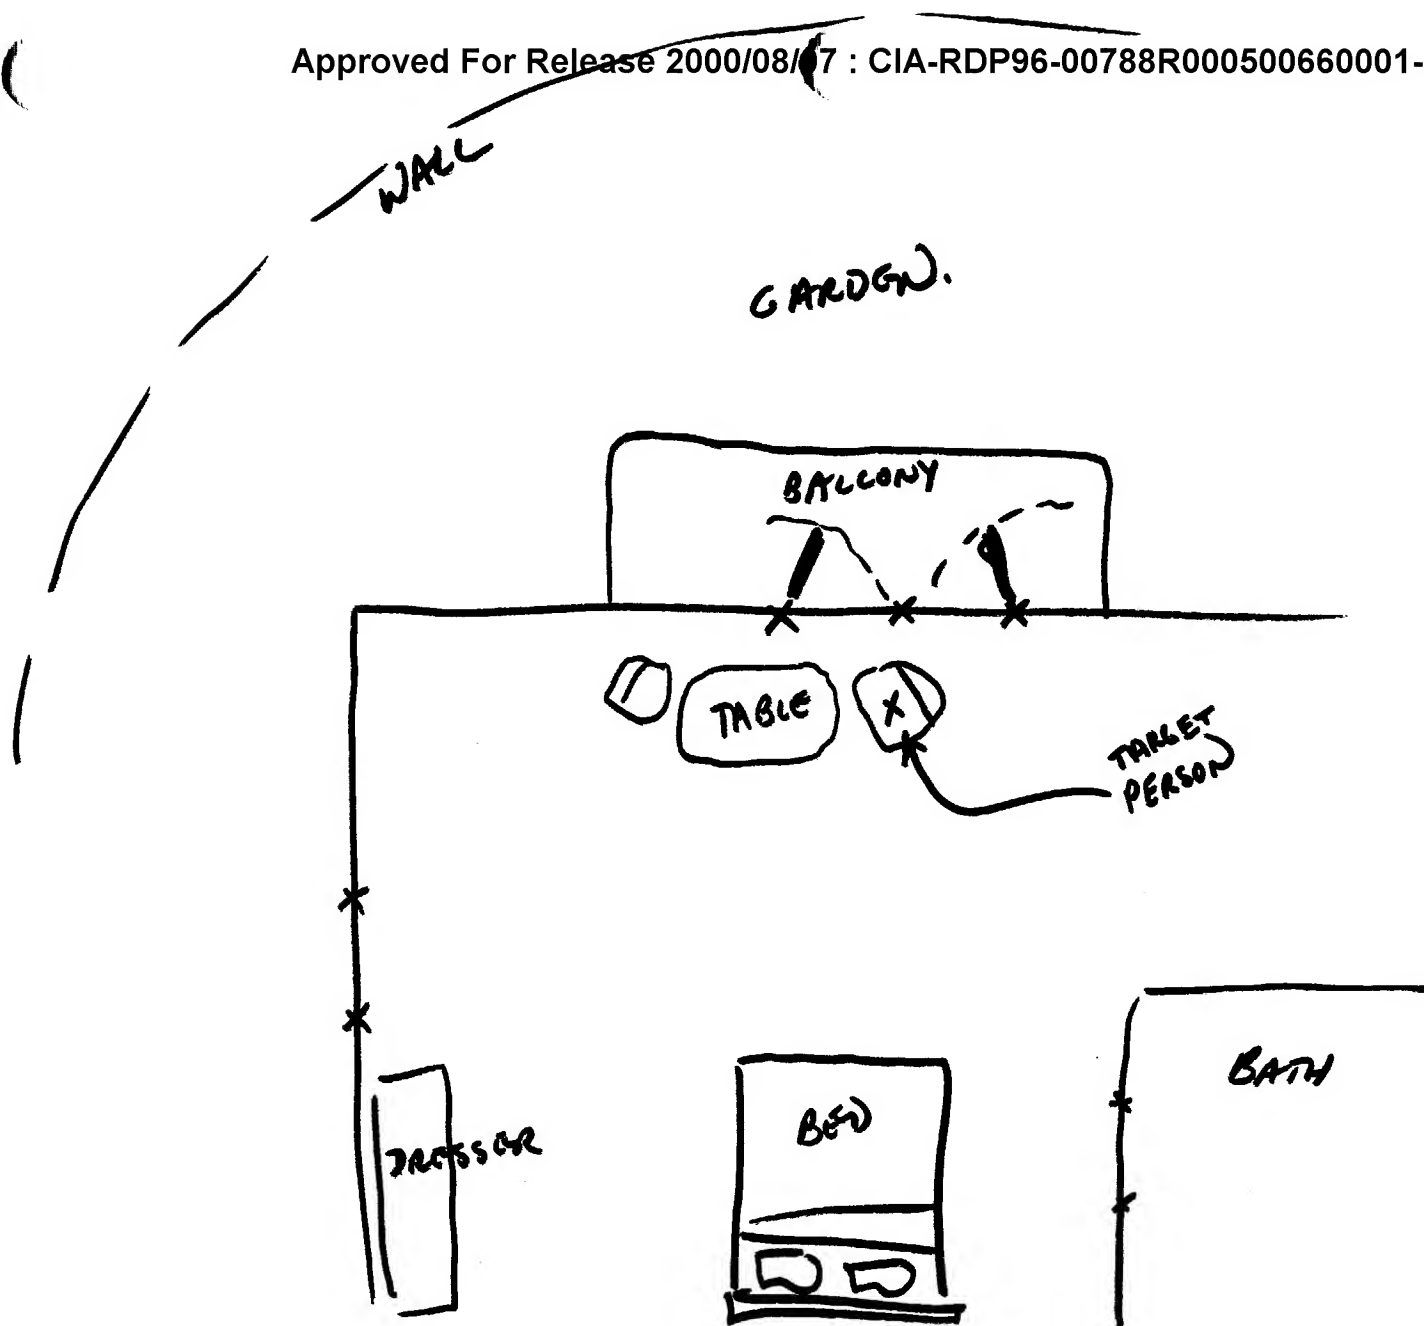 Approved For Release 2000/08/07 : CIA-RDP96-00788R000500660001-
WALL
GARDEN.
BALCONY
TABLE
X
TARGET
PERSON
BATH
BED
DRESSER